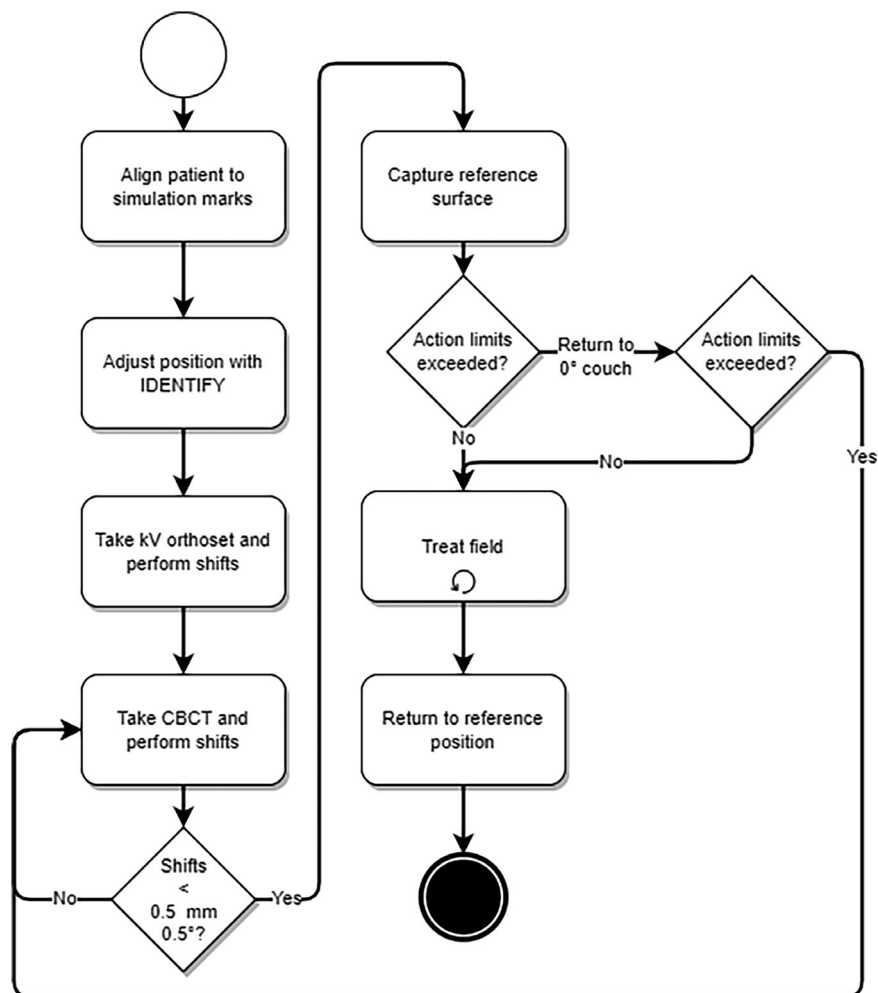 Align patient to
simulation marks
Adjust position with
IDENTIFY
Take kV orthoset and
perform shifts
Take CBCT and
perform shifts
Shifts
<
0.5 mm
0.5°?
No
Yes
Capture reference
surface
Action limits
exceeded?
Return to
0° couch
Action limits
exceeded?
No
No
Yes
Treat field
Return to reference
position